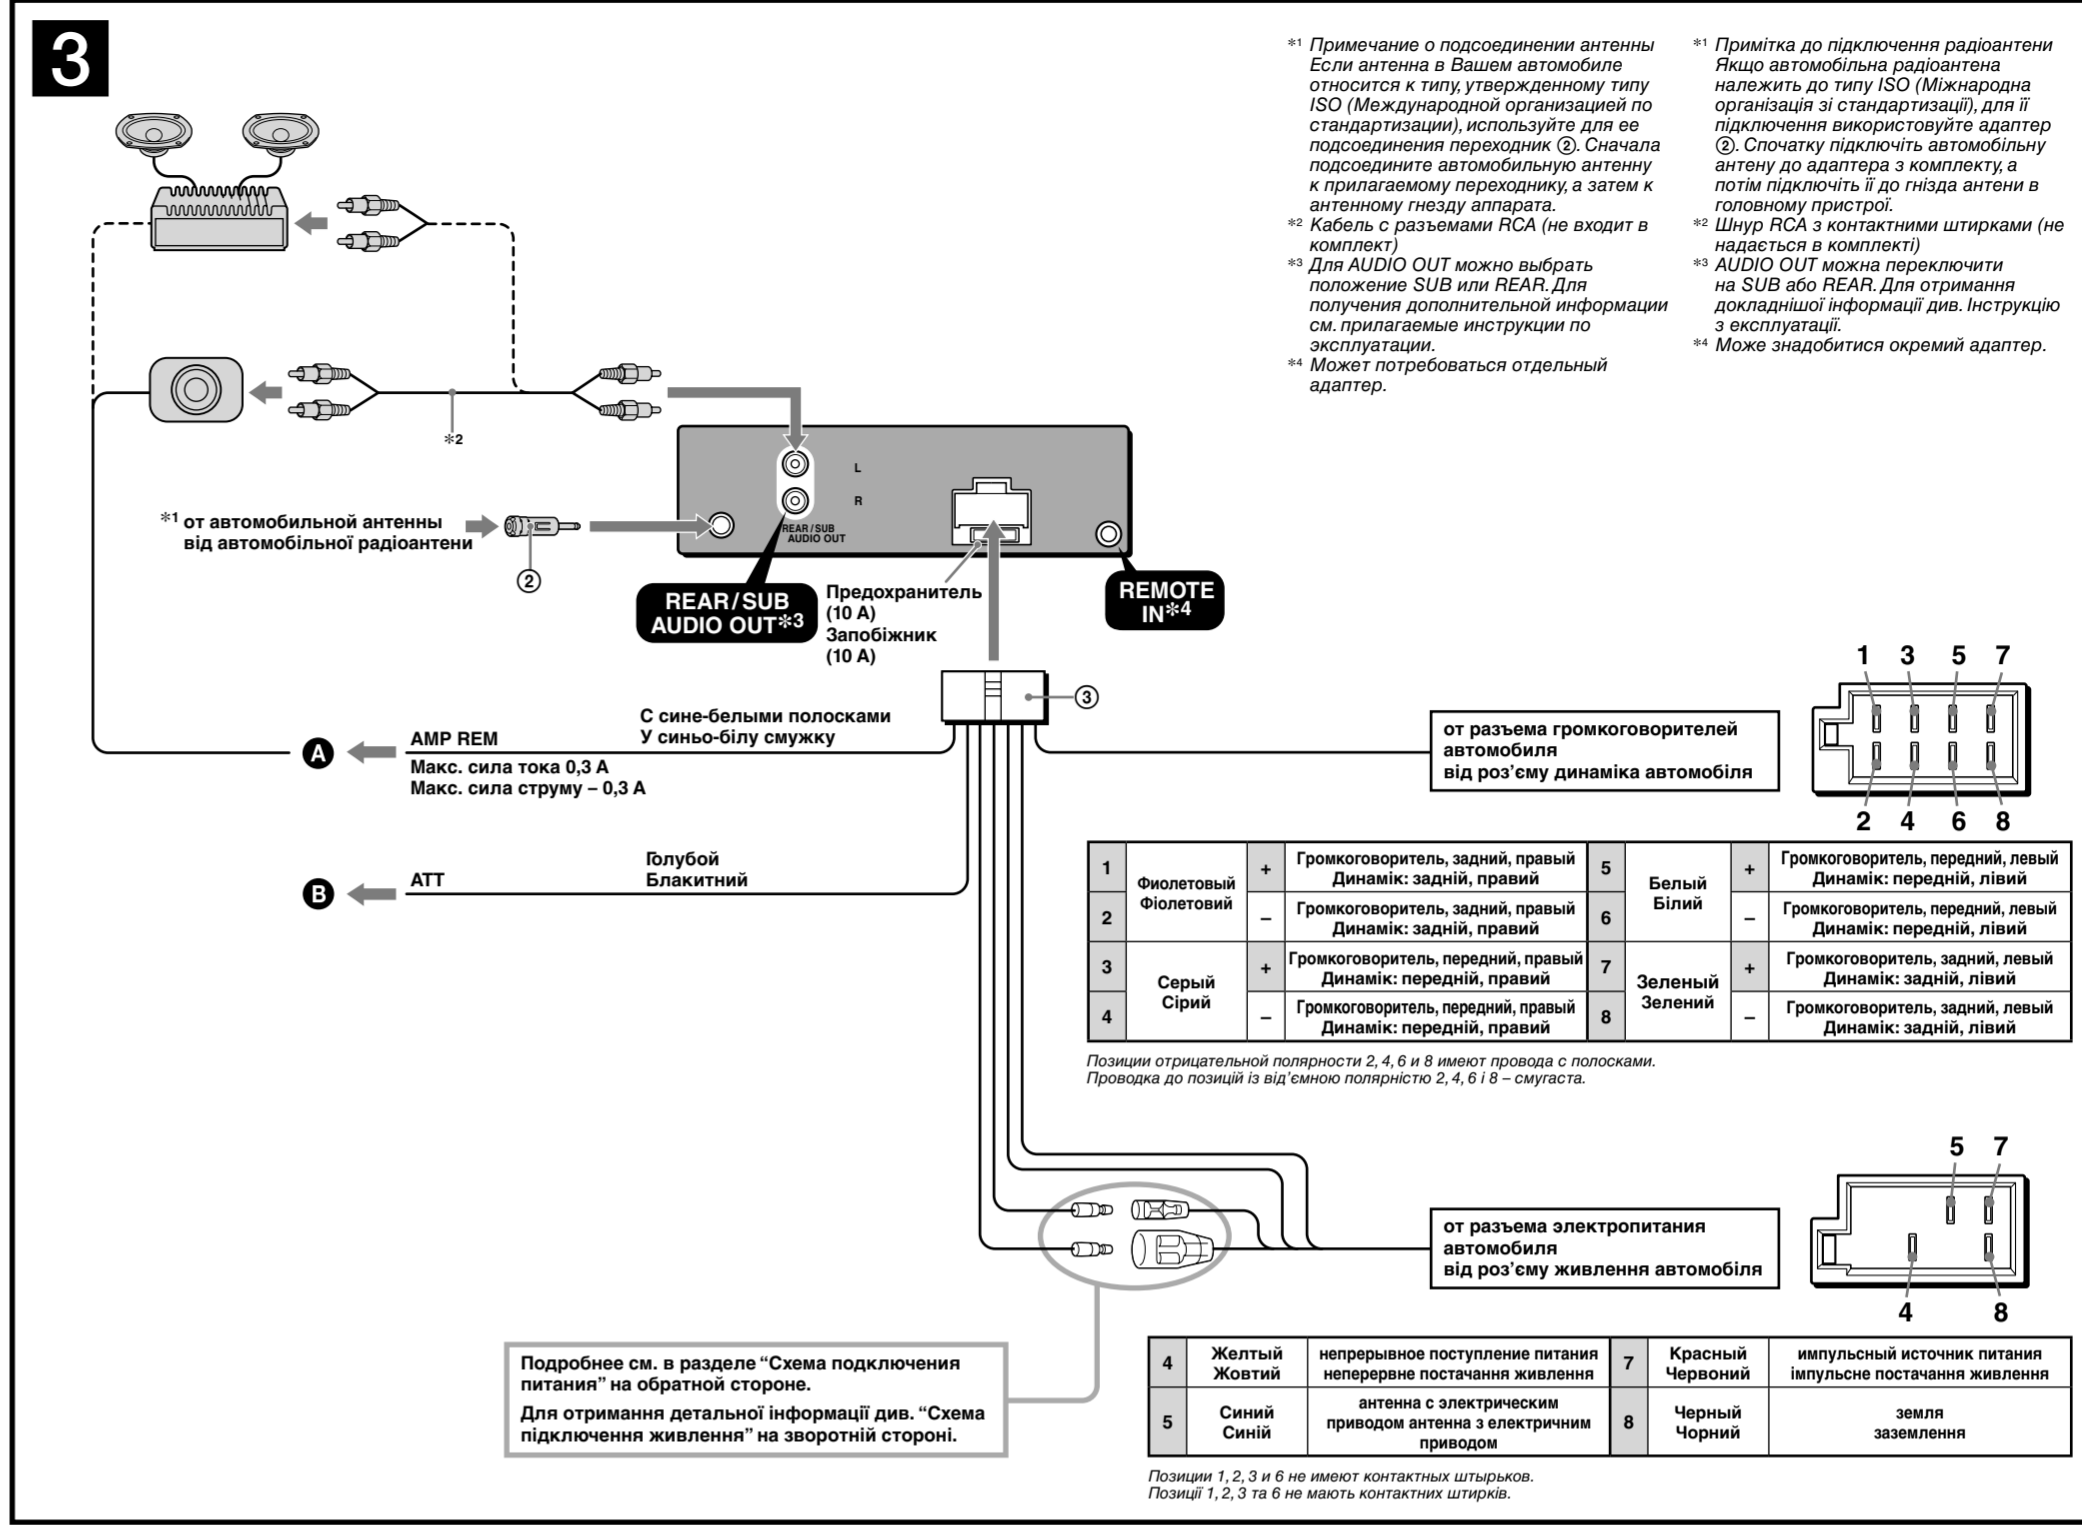 3
*1 Примечание о подсоединении антенны
Если антенна в Вашем автомобиле
относится к типу, утвержденному типу
ISO (Международной организацией по
стандартизации), используйте для ее
подсоединения переходник ②. Сначала
подсоедините автомобильную антенну
к прилагаемому переходнику, а затем к
антенному гнезду аппарата.
*2 Кабель с разъемами RCA (не входит в
комплект)
*3 Для AUDIO OUT можно выбрать
положение SUB или REAR. Для
получения дополнительной информации
см. прилагаемые инструкции по
эксплуатации.
*4 Может потребоваться отдельный
адаптер.
*1 Примітка до підключення радіоантени
Якщо автомобільна радіоантена
належить до типу ISO (Міжнародна
організація зі стандартизації), для її
підключення використовуйте адаптер
②. Спочатку підключіть автомобільну
антену до адаптера з комплекту, а
потім підключіть її до гнізда антени в
головному пристрої.
*2 Шнур RCA з контактними штирками (не
надається в комплекті)
*3 AUDIO OUT можна переключити
на SUB або REAR. Для отримання
докладнішої інформації див. Інструкцію
з експлуатації.
*4 Може знадобитися окремий адаптер.
*2
L
R
REAR / SUB
AUDIO OUT
*1 от автомобильной антенны
від автомобільної радіоантени
②
REAR/SUB
AUDIO OUT*3
Предохранитель
(10 A)
Запобіжник
(10 A)
REMOTE
IN*4
③
С сине-белыми полосками
У синьо-білу смужку
A
AMP REM
Макс. сила тока 0,3 А
Макс. сила струму – 0,3 А
Голубой
Блакитний
B
ATT
от разъема громкоговорителей
автомобиля
від роз’єму динаміка автомобіля
1 3 5 7
2 4 6 8
1 Фиолетовый Фіолетовий + Громкоговоритель, задний, правый
Динамік: задній, правий
5 Белый Білий + Громкоговоритель, передний, левый
Динамік: передній, лівий
2 – Громкоговоритель, задний, правый
Динамік: задній, правий
6 – Громкоговоритель, передний, левый
Динамік: передній, лівий
3 Серый Сірий + Громкоговоритель, передний, правый
Динамік: передній, правий
7 Зеленый Зелений + Громкоговоритель, задний, левый
Динамік: задній, лівий
4 – Громкоговоритель, передний, правый
Динамік: передній, правий
8 – Громкоговоритель, задний, левый
Динамік: задній, лівий
Позиции отрицательной полярности 2, 4, 6 и 8 имеют провода с полосками.
Проводка до позицій із від’ємною полярністю 2, 4, 6 і 8 – смугаста.
от разъема электропитания
автомобиля
від роз’єму живлення автомобіля
5 7
4 8
Подробнее см. в разделе “Схема подключения
питания” на обратной стороне.
Для отримання детальної інформації див. “Схема
підключення живлення” на зворотній стороні.
4 Желтый Жовтий непрерывное поступление питания
неперервне постачання живлення
7 Красный Червоний импульсный источник питания
імпульсне постачання живлення
5 Синий Синій антенна с электрическим
приводом антена з електричним
приводом
8 Черный Чорний земля
заземлення
Позиции 1, 2, 3 и 6 не имеют контактных штырьков.
Позиції 1, 2, 3 та 6 не мають контактних штирків.